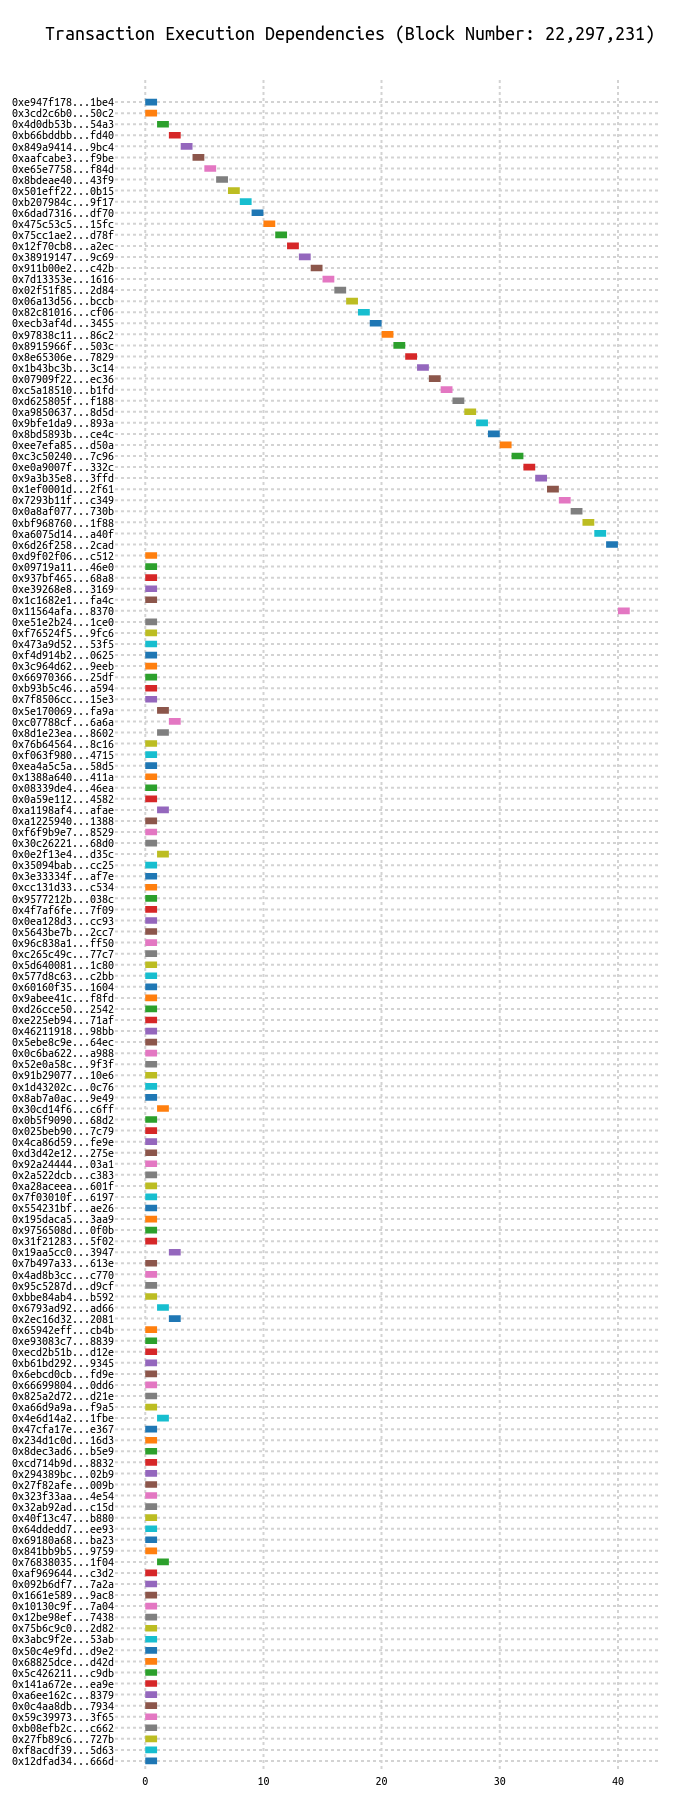 Transaction Execution Dependencies (Block Number: 22,297,231)
0xe947f178...1be4
0x3cd2c6b0...50c2
0x4d0db53b...54a3
0xb66bddbb...fd40
0x849a9414...9bc4
0xaafcabe3...f9be
0xe65e7758...f84d
0x8bdeae40...43f9
0x501eff22...0b15
0xb207984c...9f17
0x6dad7316...df70
0x475c53c5...15fc
0x75cc1ae2...d78f
0x12f70cb8...a2ec
0x38919147...9c69
0x911b00e2...c42b
0x7d13353e...1616
0x02f51f85...2d84
0x06a13d56...bccb
0x82c81016...cf06
0xecb3af4d...3455
0x97838c11...86c2
0x8915966f...503c
0x8e65306e...7829
0x1b43bc3b...3c14
0x07909f22...ec36
0xc5a18510...b1fd
0xd625805f...f188
0xa9850637...8d5d
0x9bfe1da9...893a
0x8bd5893b...ce4c
0xee7efa85...d50a
0xc3c50240...7c96
0xe0a9007f...332c
0x9a3b35e8...3ffd
0x1ef0001d...2f61
0x7293b11f...c349
0x0a8af077...730b
0xbf968760...1f88
0xa6075d14...a40f
0x6d26f258...2cad
0xd9f02f06...c512
0x09719a11...46e0
0x937bf465...68a8
0xe39268e8...3169
0x1c1682e1...fa4c
0x11564afa...8370
0xe51e2b24...1ce0
0xf76524f5...9fc6
0x473a9d52...53f5
0xf4d914b2...0625
0x3c964d62...9eeb
0x66970366...25df
0xb93b5c46...a594
0x7f8506cc...15e3
0x5e170069...fa9a
0xc07788cf...6a6a
0x8d1e23ea...8602
0x76b64564...8c16
0xf063f980...4715
0xea4a5c5a...58d5
0x1388a640...411a
0x08339de4...46ea
0x0a59e112...4582
0xa1198af4...afae
0xa1225940...1388
0xf6f9b9e7...8529
0x30c26221...68d0
0x0e2f13e4...d35c
0x35094bab...cc25
0x3e33334f...af7e
0xcc131d33...c534
0x9577212b...038c
0x4f7af6fe...7f09
0x0ea128d3...cc93
0x5643be7b...2cc7
0x96c838a1...ff50
0xc265c49c...77c7
0x5d640081...1c80
0x577d8c63...c2bb
0x60160f35...1604
0x9abee41c...f8fd
0xd26cce50...2542
0xe225eb94...71af
0x46211918...98bb
0x5ebe8c9e...64ec
0x0c6ba622...a988
0x52e0a58c...9f3f
0x91b29077...10e6
0x1d43202c...0c76
0x8ab7a0ac...9e49
0x30cd14f6...c6ff
0x0b5f9090...68d2
0x025beb90...7c79
0x4ca86d59...fe9e
0xd3d42e12...275e
0x92a24444...03a1
0x2a522dcb...c383
0xa28aceea...601f
0x7f03010f...6197
0x554231bf...ae26
0x195daca5...3aa9
0x9756508d...0f0b
0x31f21283...5f02
0x19aa5cc0...3947
0x7b497a33...613e
0x4ad8b3cc...c770
0x95c5287d...d9cf
0xbbe84ab4...b592
0x6793ad92...ad66
0x2ec16d32...2081
0x65942eff...cb4b
0xe93083c7...8839
0xecd2b51b...d12e
0xb61bd292...9345
0x6ebcd0cb...fd9e
0x66699804...0dd6
0x825a2d72...d21e
0xa66d9a9a...f9a5
0x4e6d14a2...1fbe
0x47cfa17e...e367
0x234d1c0d...16d3
0x8dec3ad6...b5e9
0xcd714b9d...8832
0x294389bc...02b9
0x27f82afe...009b
0x323f33aa...4e54
0x32ab92ad...c15d
0x40f13c47...b880
0x64ddedd7...ee93
0x69180a68...ba23
0x841bb9b5...9759
0x76838035...1f04
0xaf969644...c3d2
0x092b6df7...7a2a
0x1661e589...9ac8
0x10130c9f...7a04
0x12be98ef...7438
0x75b6c9c0...2d82
0x3abc9f2e...53ab
0x50c4e9fd...d9e2
0x68825dce...d42d
0x5c426211...c9db
0x141a672e...ea9e
0xa6ee162c...8379
0x0c4aa8db...7934
0x59c39973...3f65
0xb08efb2c...c662
0x27fb89c6...727b
0xf8acdf39...5d63
0x12dfad34...666d
0 10 20 30 40